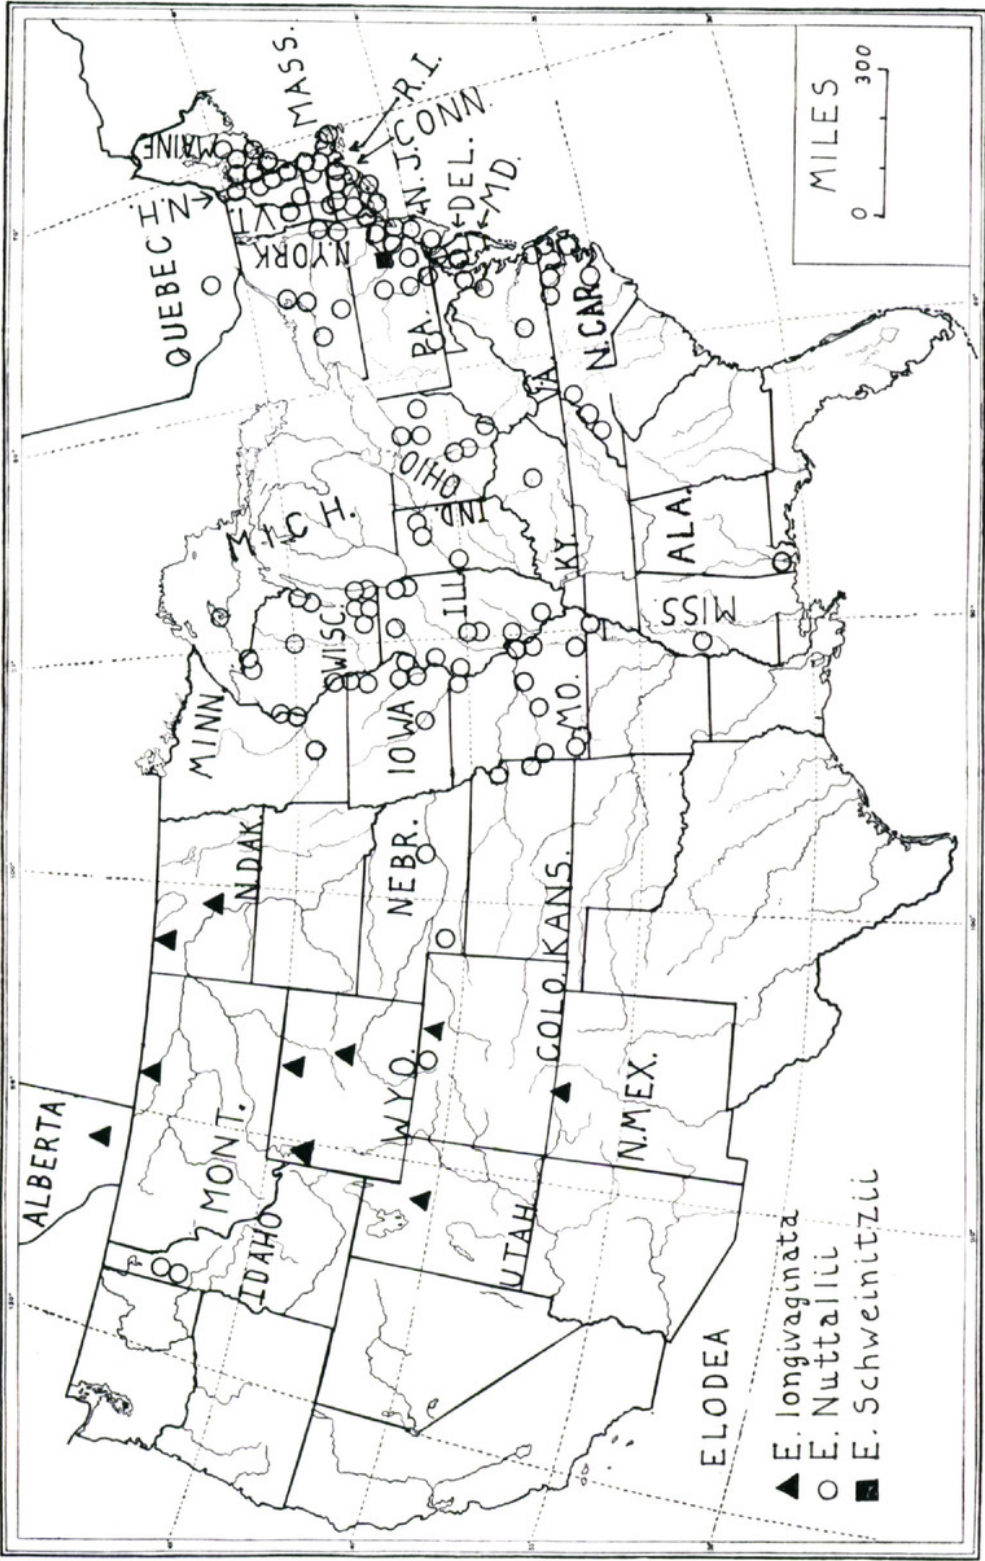 ALBERTA
QUEBEC
MAINE
N.H.
VT.
MASS.
R.I.
CONN.
N.YORK
N.J.
PA.
DEL.
MD.
VA.
N.CAR.
OHIO
MICH.
IND.
ILL.
WISC.
MINN.
IOWA
MO.
KY.
ALA.
MISS.
N.DAK.
NEBR.
KANS.
COLO.
WYO.
MONT.
IDAHO
UTAH
N.MEX.
MILES
0 300
ELODEA
▲ E. longivaginata
○ E. Nuttallii
■ E. Schweinitzii